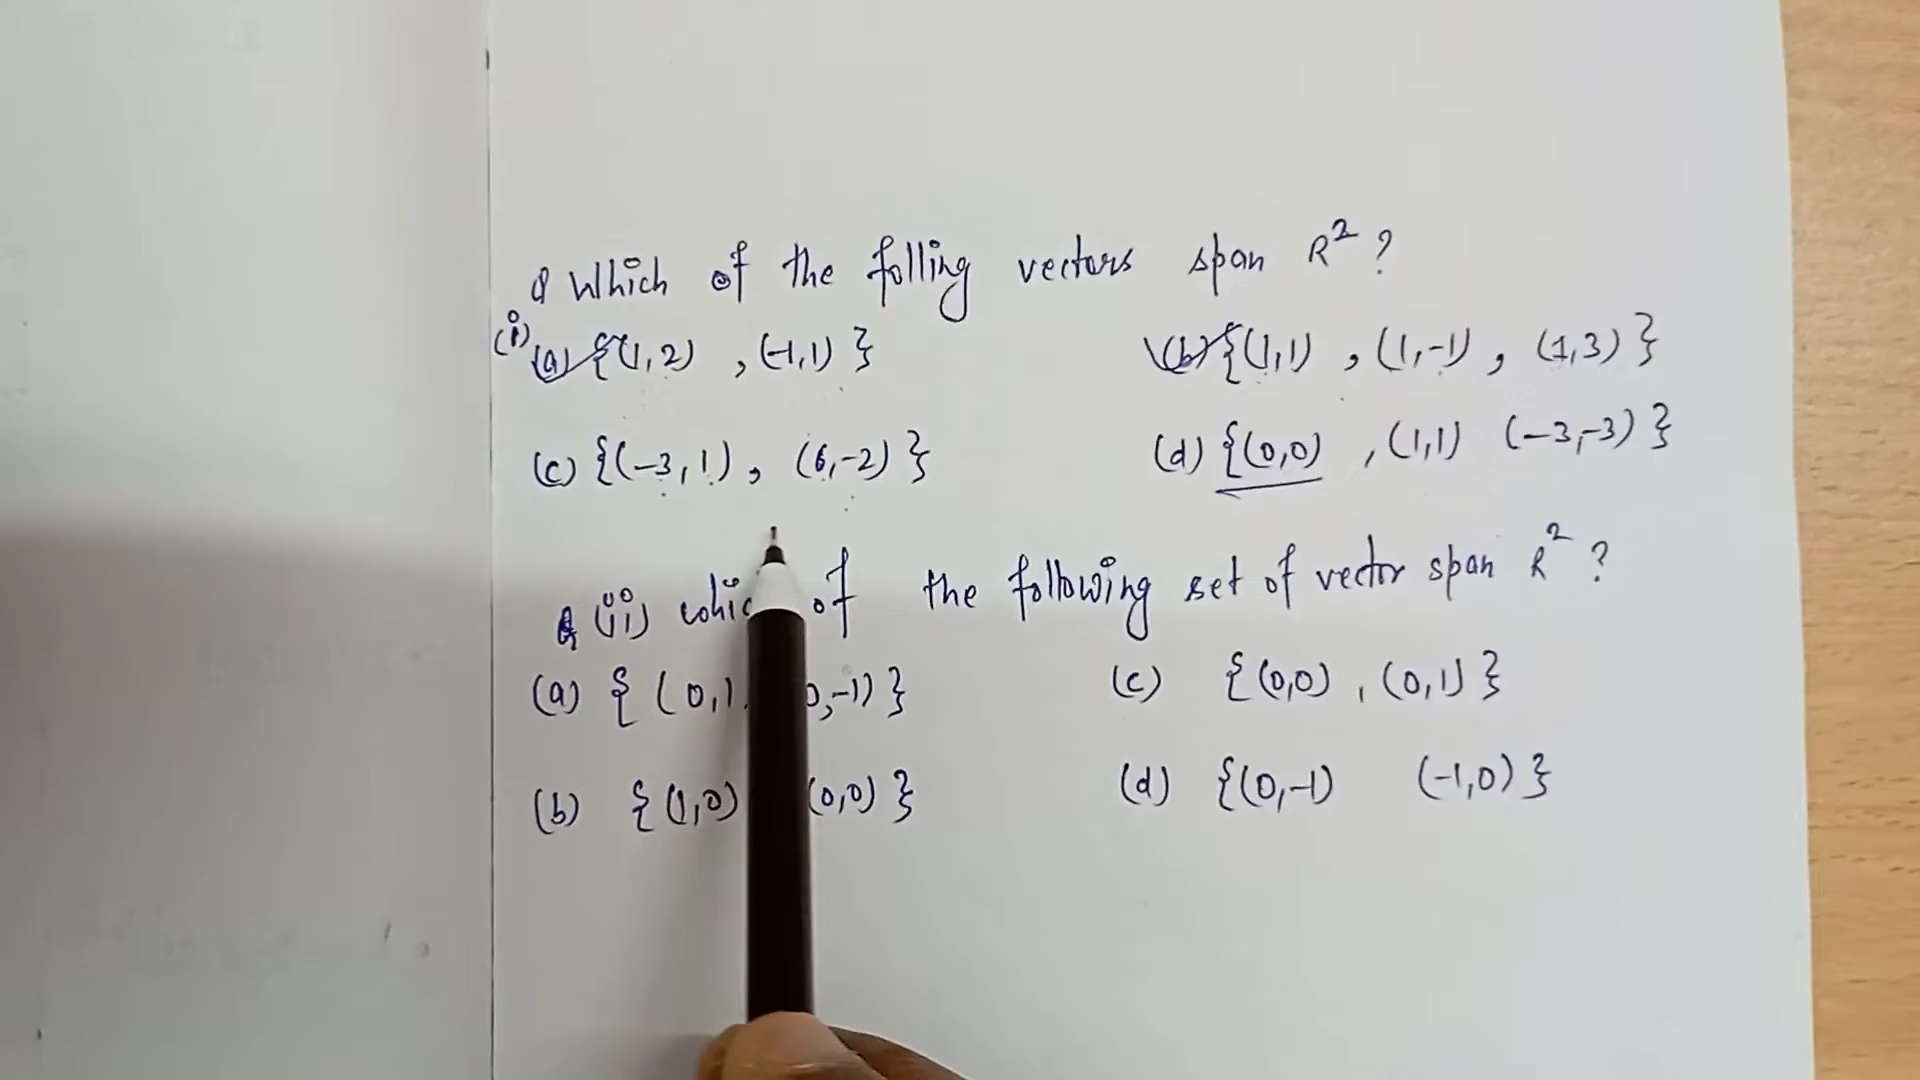 Q Which of the folling vectors span R² ?
(i) (a) {(1,2) , (-1,1) } (b) {(1,1) , (1,-1) , (1,3) }
(c) {(-3,1) , (6,-2) } (d) {(0,0) , (1,1) (-3,-3) }
Q (ii) of the following set of vector span R² ?
(a) { (0,1 0,-1) } (c) {(0,0) , (0,1) }
(b) { (1,0) (0,0) } (d) {(0,-1) (-1,0) }